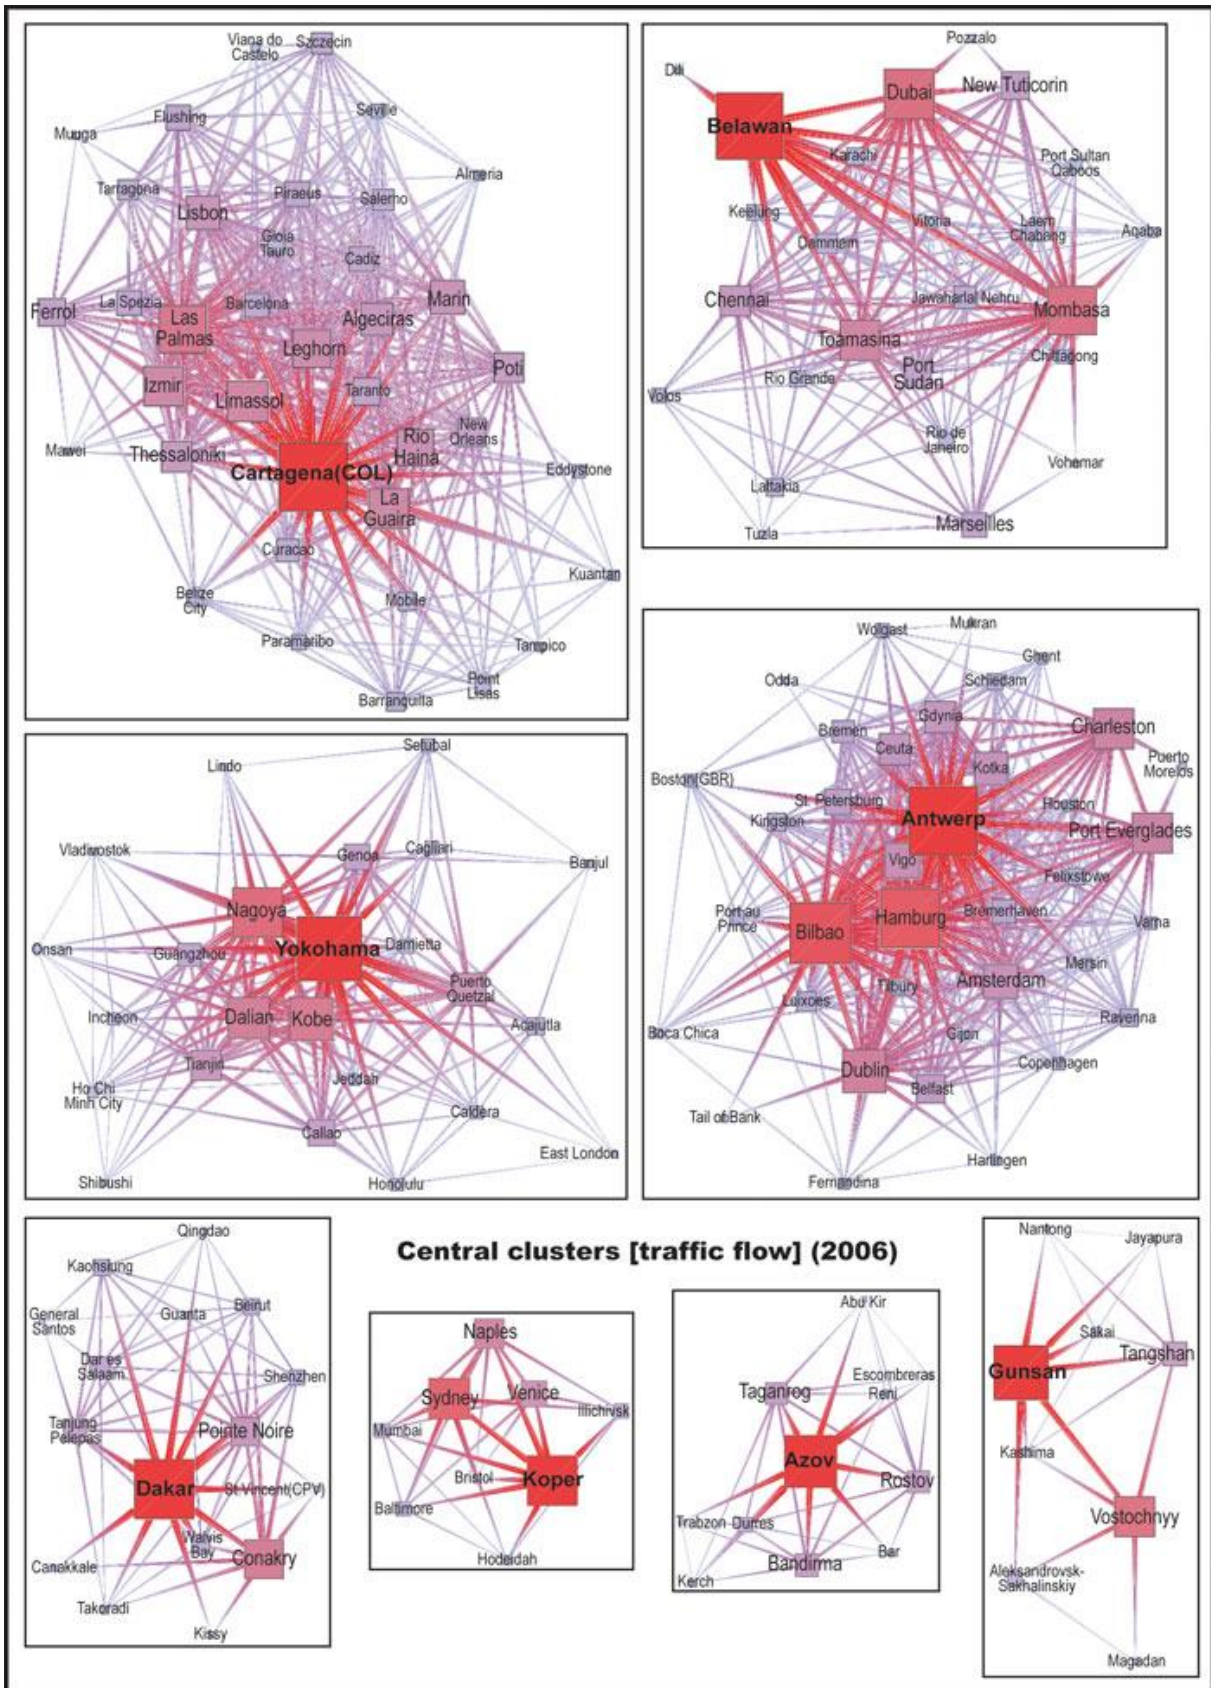 Viana do
Castelo
Szczecin
Flushing
Seville
Muuga
Tarragona
Piraeus
Salerno
Almeria
Lisbon
Gioia
Tauro
Cadiz
Ferrol
La Spezia
Barcelona
Marin
Las
Palmas
Algeciras
Leghorn
Poti
Izmir
Limassol
Taranto
Mawei
Thessaloniki
Rio
Haina
New
Orleans
Cartagena(COL)
Eddystone
La
Guaira
Curacao
Kuantan
Belize
City
Mobile
Paramaribo
Tampico
Point
Lisas
Barranquilla
Pozzalo
Dili
Dubai
New Tuticorin
Belawan
Karachi
Port Sultan
Qaboos
Keelung
Vitoria
Laem
Chabang
Aqaba
Dammam
Chennai
Jawaharlal Nehru
Mombasa
Toamasina
Chittagong
Port
Sudan
Rio Grande
Volos
Rio de
Janeiro
Vohemar
Lattakia
Tuzla
Marseilles
Setubal
Lindo
Vladivostok
Genoa
Cagliari
Banjul
Nagoya
Onsan
Guangzhou
Yokohama
Damietta
Puerto
Quetzal
Incheon
Dalian
Kobe
Acajutla
Tianjin
Jeddah
Ho Chi
Minh City
Caldera
Callao
East London
Shibushi
Honolulu
Wolgast
Mukran
Ghent
Odda
Schiedam
Bremen
Gdynia
Charleston
Ceuta
Kotka
Puerto
Morelos
Boston(GBR)
St. Petersburg
Houston
Kingston
Antwerp
Port Everglades
Vigo
Felixstowe
Port au
Prince
Bilbao
Hamburg
Bremerhaven
Varna
Mersin
Amsterdam
Tilbury
Leixoes
Ravenna
Boca Chica
Gijon
Copenhagen
Dublin
Belfast
Tail of Bank
Harlingen
Fernandina
Central clusters [traffic flow] (2006)
Qingdao
Kaohsiung
General
Santos
Guanta
Beirut
Dar es
Salaam
Shenzhen
Tanjung
Pelepas
Pointe Noire
Dakar
St Vincent(CPV)
Walvis
Bay
Canakkale
Conakry
Takoradi
Kissy
Naples
Sydney
Venice
Illichivsk
Mumbai
Bristol
Koper
Baltimore
Hodeidah
Abu Kir
Taganrog
Escombreras
Reni
Azov
Rostov
Trabzon
Durres
Bar
Bandirma
Kerch
Nantong
Jayapura
Sakai
Tangshan
Gunsan
Kashima
Vostochnyy
Aleksandrovsk-
Sakhalinskiy
Magadan